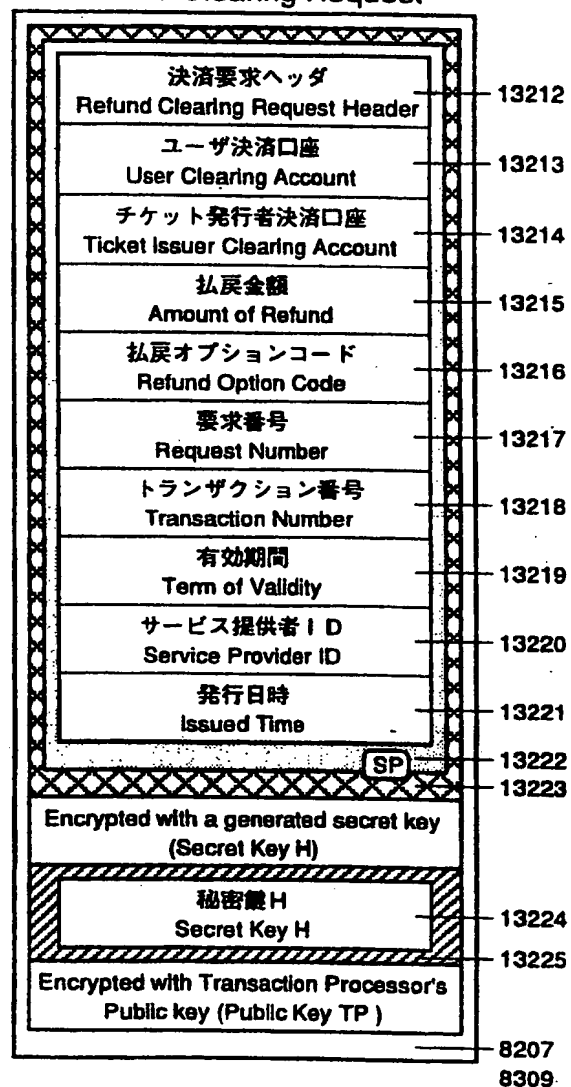 Clearing Request
決済要求ヘッダ
Refund Clearing Request Header
13212
ユーザ決済口座
User Clearing Account
13213
チケット発行者決済口座
Ticket Issuer Clearing Account
13214
払戻金額
Amount of Refund
13215
払戻オプションコード
Refund Option Code
13216
要求番号
Request Number
13217
トランザクション番号
Transaction Number
13218
有効期間
Term of Validity
13219
サービス提供者ID
Service Provider ID
13220
発行日時
Issued Time
13221
SP
13222
13223
Encrypted with a generated secret key
(Secret Key H)
秘密鍵H
Secret Key H
13224
13225
Encrypted with Transaction Processor's
Public key (Public Key TP )
8207
8309